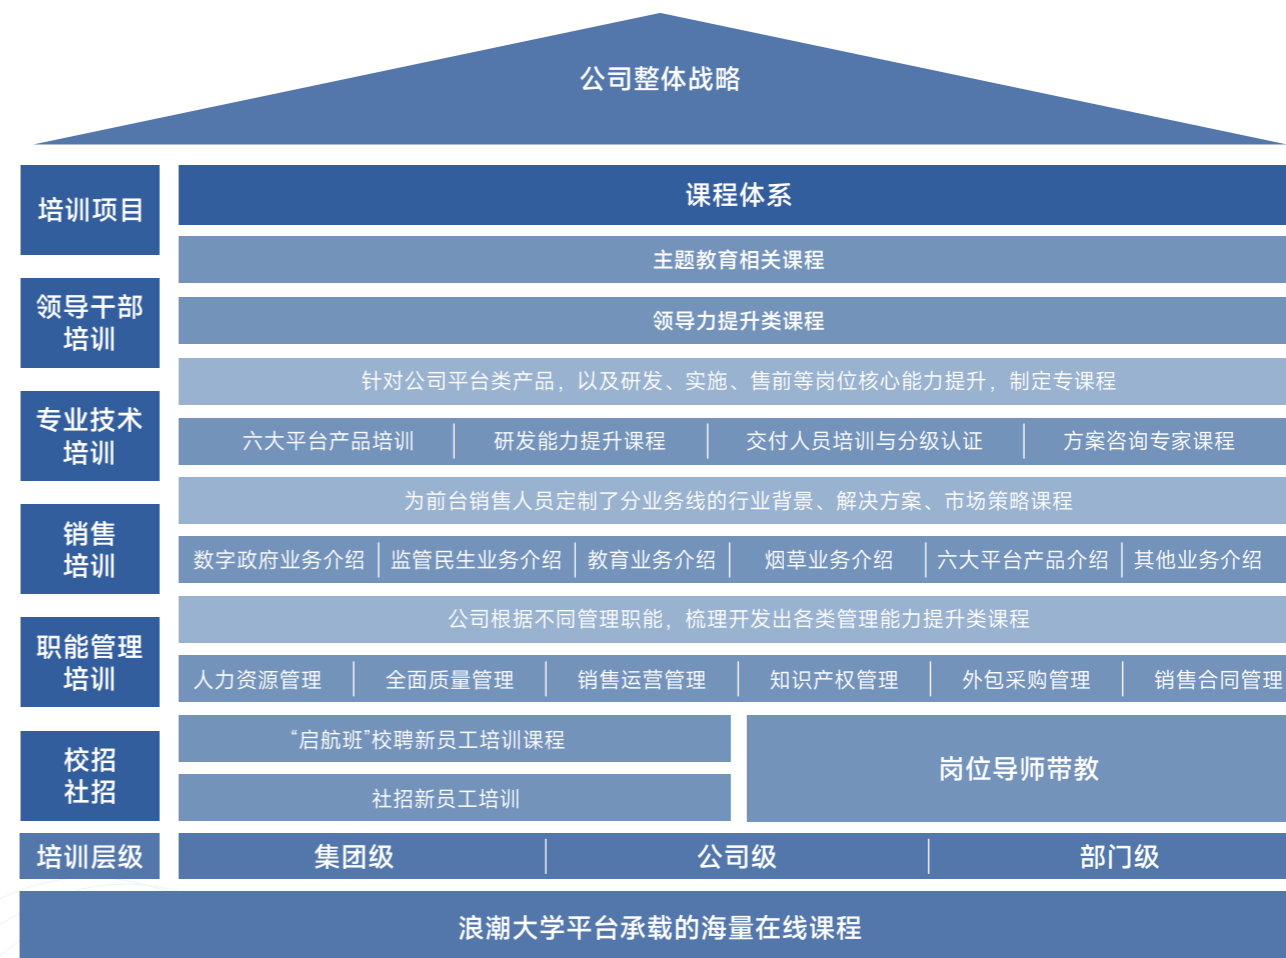 公司整体战略
培训项目
课程体系
主题教育相关课程
领导干部
培训
领导力提升类课程
针对公司平台类产品，以及研发、实施、售前等岗位核心能力提升，制定专课程
专业技术
培训
六大平台产品培训 研发能力提升课程 交付人员培训与分级认证 方案咨询专家课程
为前台销售人员定制了分业务线的行业背景、解决方案、市场策略课程
销售
培训
数字政府业务介绍 监管民生业务介绍 教育业务介绍 烟草业务介绍 六大平台产品介绍 其他业务介绍
公司根据不同管理职能，梳理开发出各类管理能力提升类课程
职能管理
培训
人力资源管理 全面质量管理 销售运营管理 知识产权管理 外包采购管理 销售合同管理
校招
社招
“启航班”校聘新员工培训课程
社招新员工培训
岗位导师带教
培训层级
集团级 公司级 部门级
浪潮大学平台承载的海量在线课程